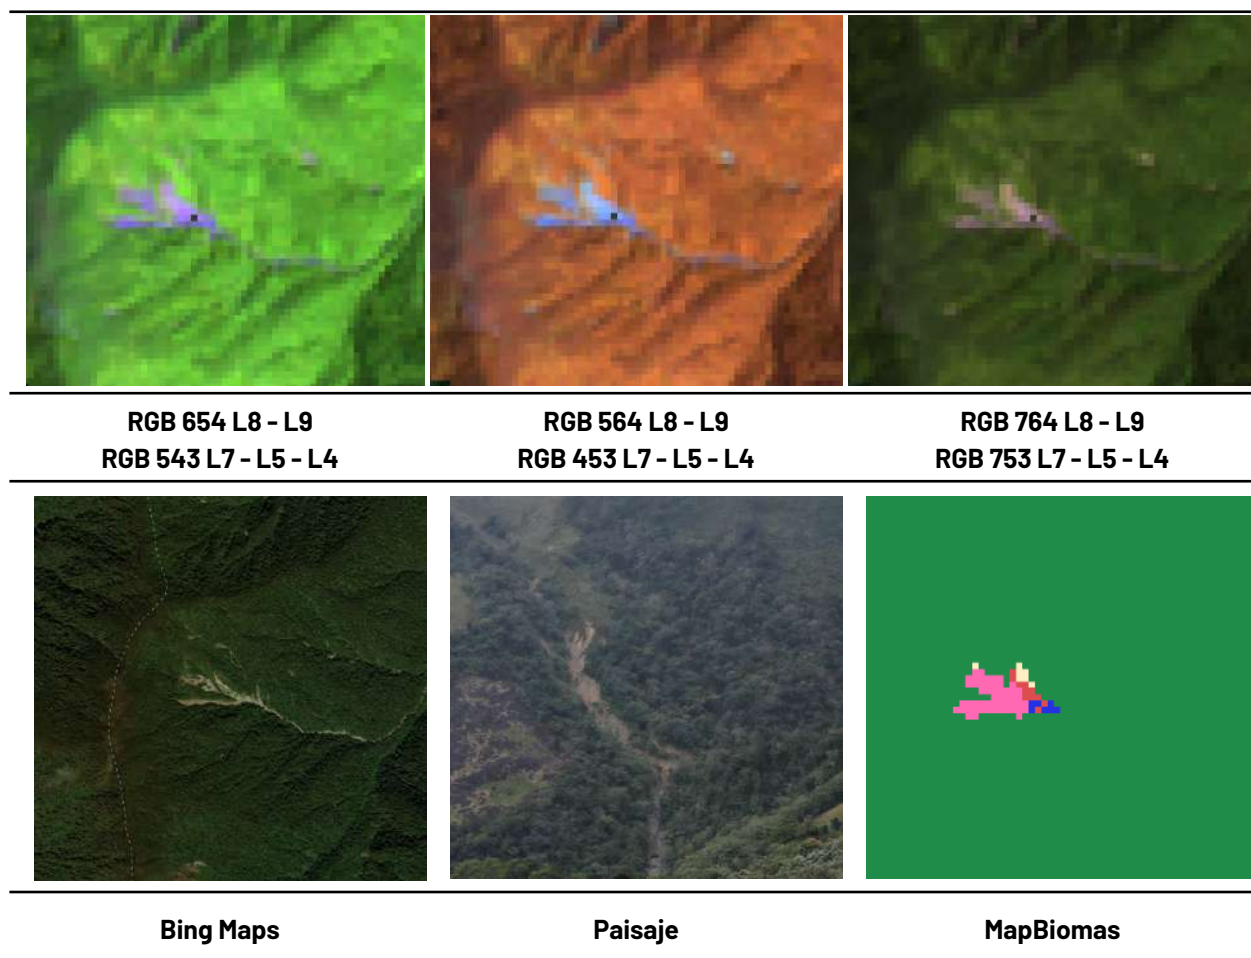 RGB 654 L8 - L9
RGB 543 L7 - L5 - L4
RGB 564 L8 - L9
RGB 453 L7 - L5 - L4
RGB 764 L8 - L9
RGB 753 L7 - L5 - L4
Bing Maps
Paisaje
MapBiomas